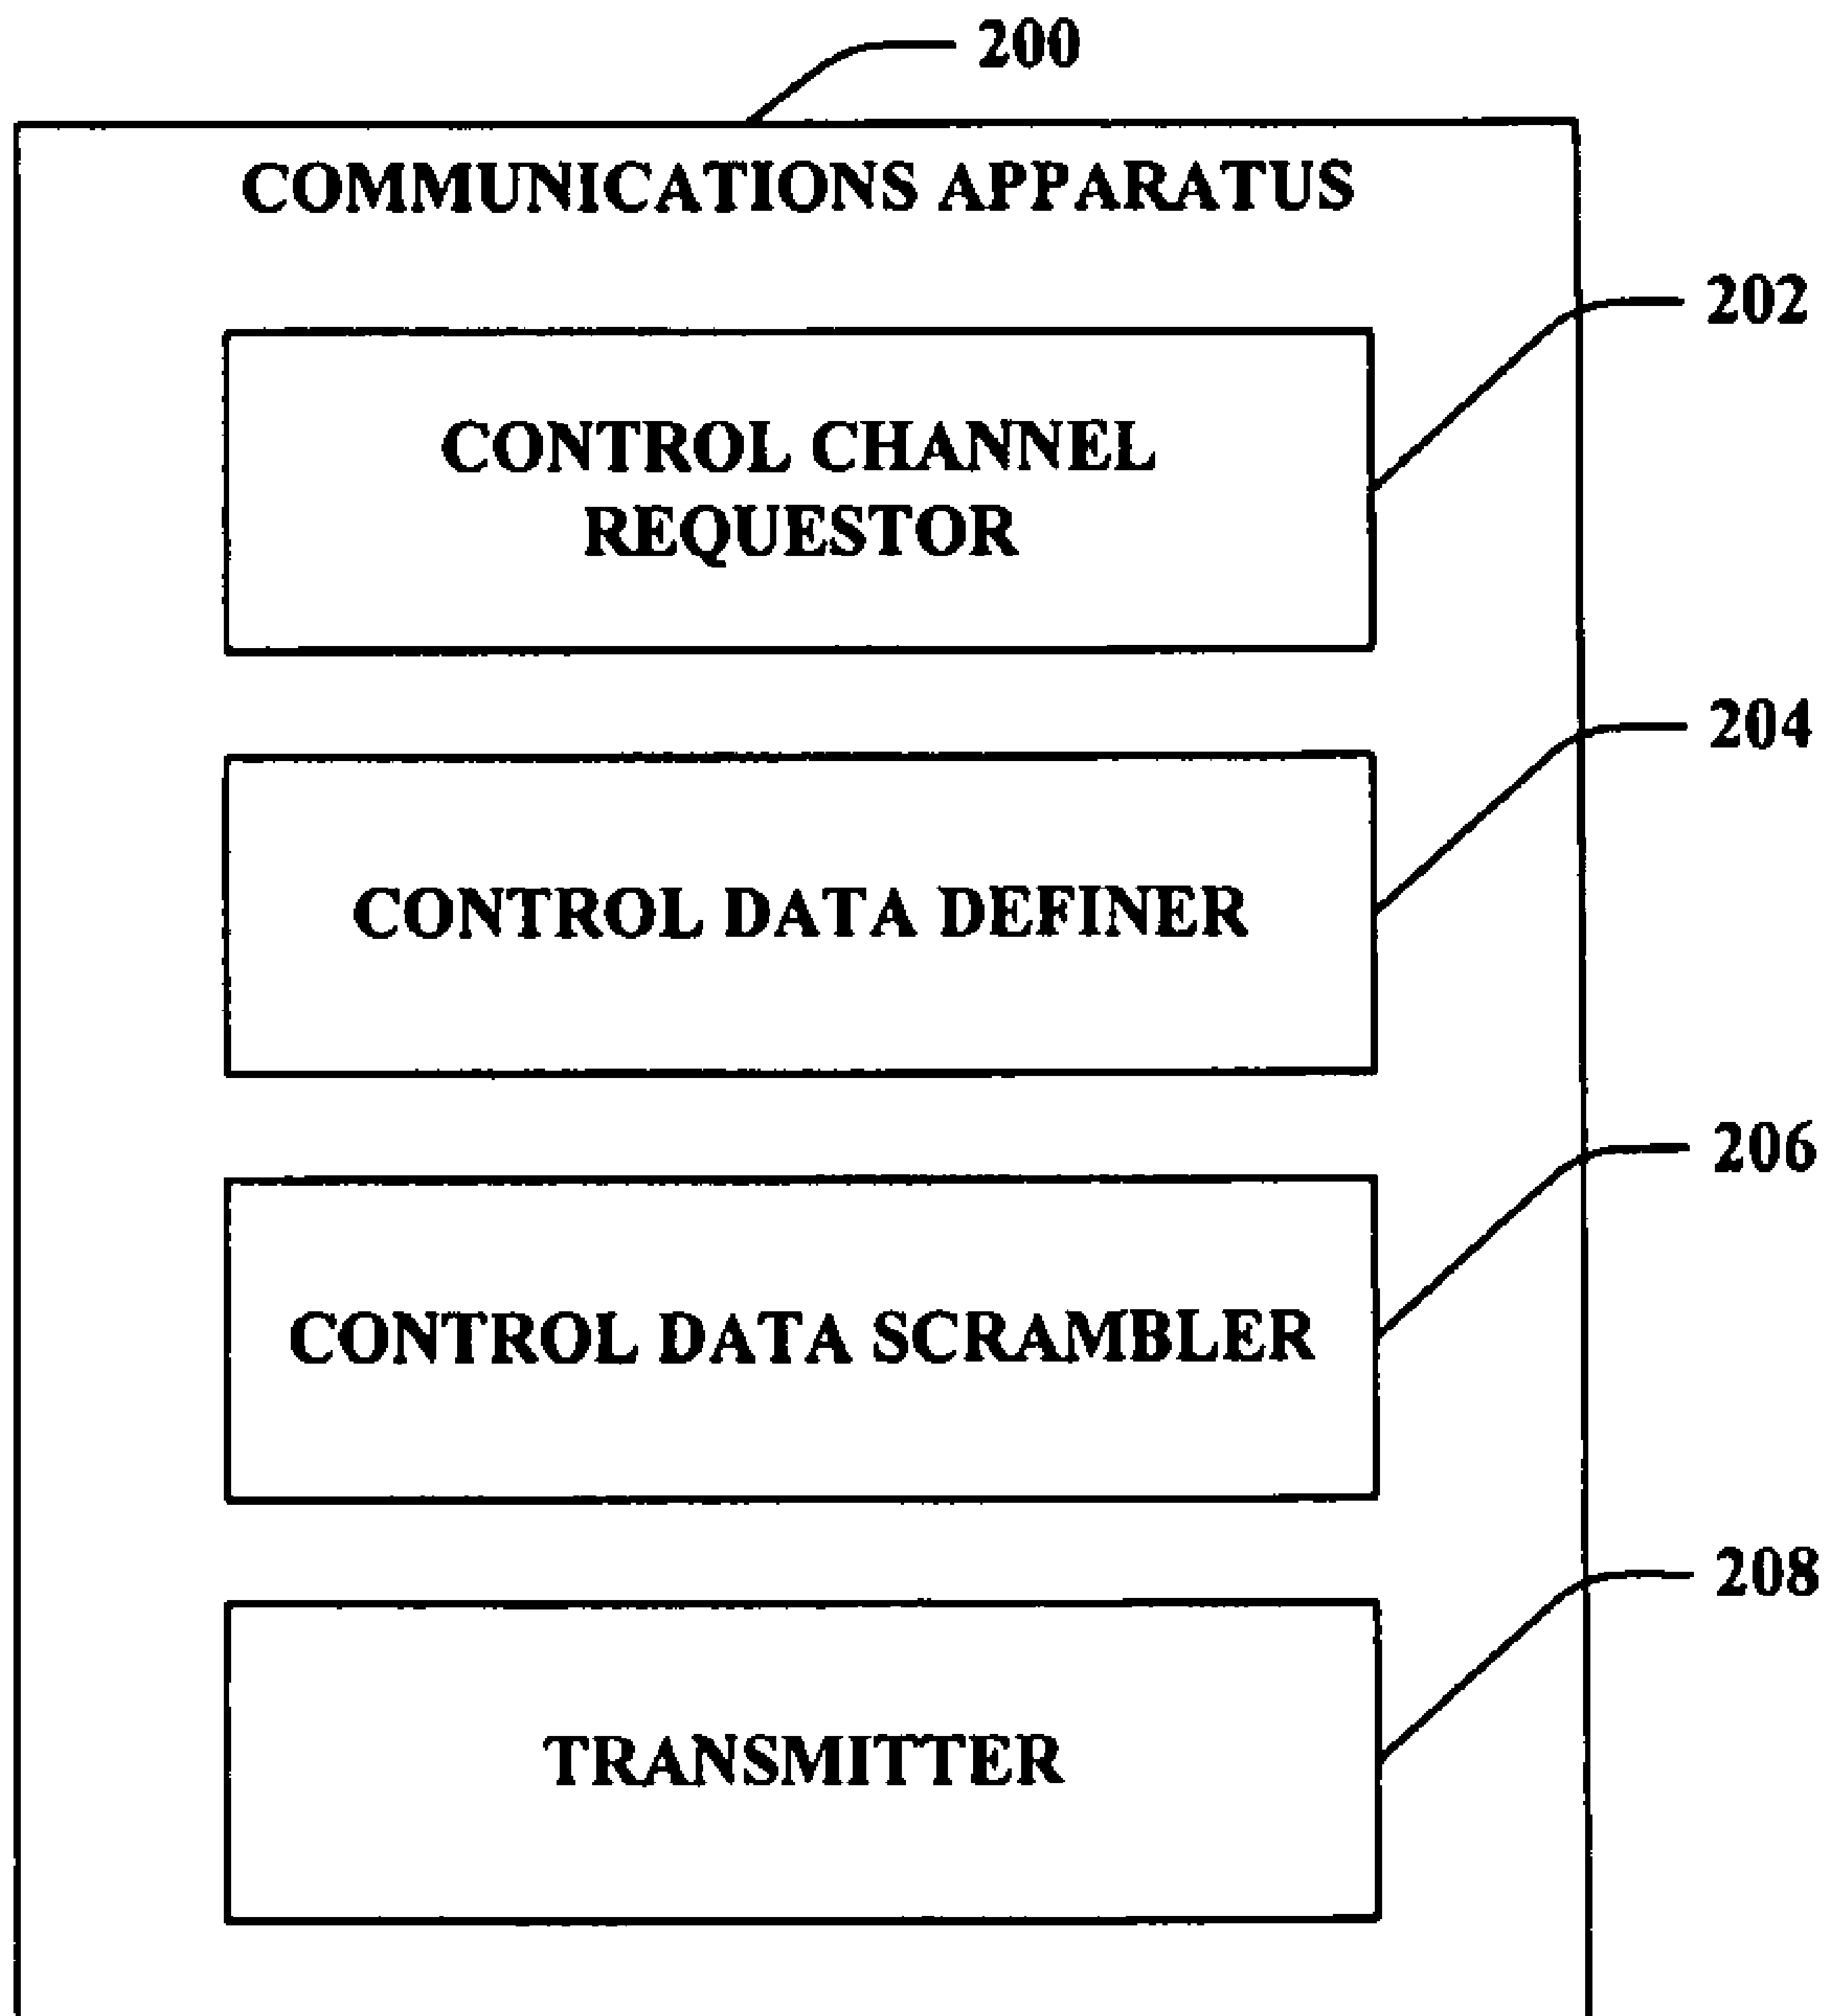 200
COMMUNICATIONS APPARATUS
202
CONTROL CHANNEL
REQUESTOR
204
CONTROL DATA DEFINER
206
CONTROL DATA SCRAMBLER
208
TRANSMITTER